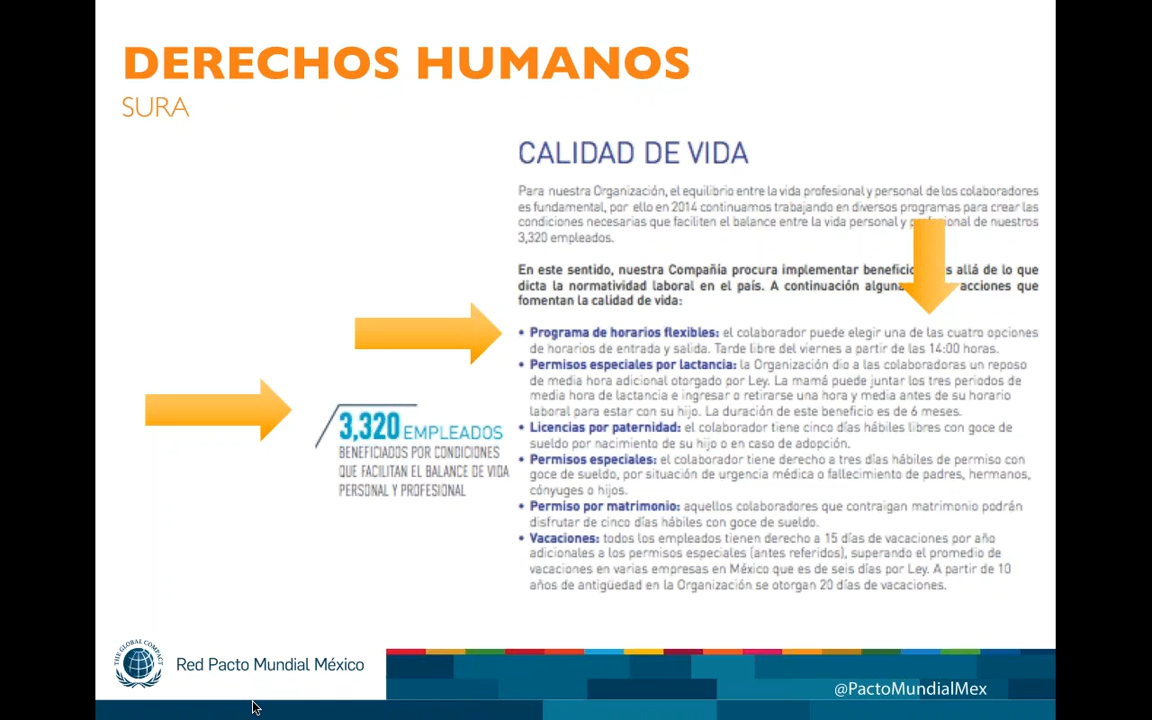 DERECHOS HUMANOS
SURA
CALIDAD DE VIDA
Para nuestra Organización, el equilibrio entre la vida profesional y personal de los colaboradores
es fundamental, por ello en 2014 continuamos trabajando en diversos programas para crear las
condiciones necesarias que faciliten el balance entre la vida personal y profesional de nuestros
3,320 empleados.
En este sentido, nuestra Compañía procura implementar allá de lo que
dicta la normatividad laboral en el país. A continuación acciones que
fomentan la calidad de vida:
• Programa de horarios flexibles: el colaborador puede elegir una de las cuatro opciones
de horarios de entrada y salida. Tarde libre del viernes a partir de las 14:00 horas.
• Permisos especiales por lactancia: la Organización dio a las colaboradoras un reposo
de media hora adicional otorgado por Ley. La mamá puede juntar los tres periodos de
media hora de lactancia e ingresar o retirarse una hora y media antes de su horario
laboral para estar con su hijo. La duración de este beneficio es de 6 meses.
• Licencias por paternidad: el colaborador tiene cinco días hábiles libres con goce de
sueldo por nacimiento de su hijo o en caso de adopción.
• Permisos especiales: el colaborador tiene derecho a tres días hábiles de permiso con
goce de sueldo, por situación de urgencia médica o fallecimiento de padres, hermanos,
cónyuges o hijos.
• Permiso por matrimonio: aquellos colaboradores que contraigan matrimonio podrán
disfrutar de cinco días hábiles con goce de sueldo.
• Vacaciones: todos los empleados tienen derecho a 15 días de vacaciones por año
adicionales a los permisos especiales (antes referidos), superando el promedio de
vacaciones en varias empresas en México que es de seis días por Ley. A partir de 10
años de antigüedad en la Organización se otorgan 20 días de vacaciones.
3,320 EMPLEADOS
BENEFICIADOS POR CONDICIONES
QUE FACILITAN EL BALANCE DE VIDA
PERSONAL Y PROFESIONAL
THE GLOBAL COMPACT
Red Pacto Mundial México
@PactoMundialMex